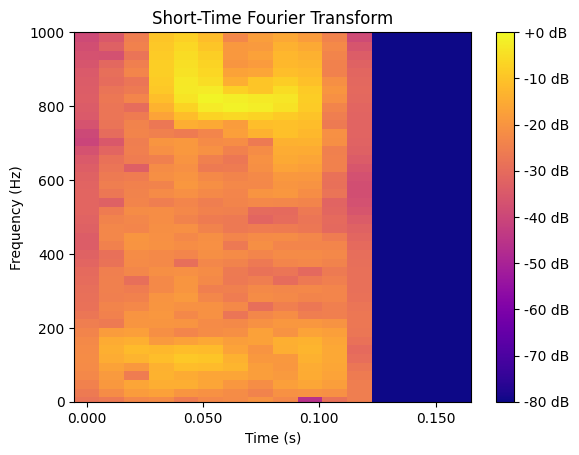 Short-Time Fourier Transform
Frequency (Hz)
1000
800
600
400
200
0
0.000
0.050
0.100
0.150
Time (s)
+0 dB
-10 dB
-20 dB
-30 dB
-40 dB
-50 dB
-60 dB
-70 dB
-80 dB